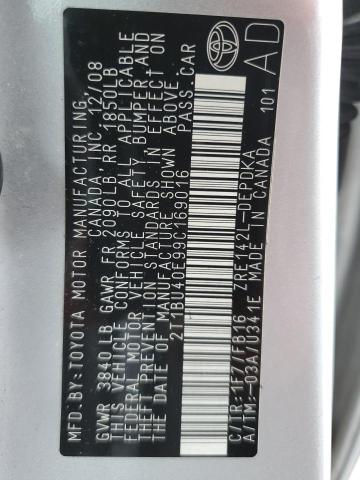 MFD BY: TOYOTA MOTOR MANUFACTURING,
CANADA, INC. 12/08
GVWR 3840LB GAWR FR 2090LB RR 1850LB
THIS VEHICLE CONFORMS TO ALL APPLICABLE
FEDERAL MOTOR VEHICLE SAFETY, BUMPER, AND
THEFT PREVENTION STANDARDS IN EFFECT ON
THE DATE OF MANUFACTURE SHOWN ABOVE.
2T1BU40E99C169016 PASS. CAR
C/TR: 1F7/FB16 ZRE142L-DEPDKA
A/TM: -03A/U341E MADE IN CANADA 101
AD